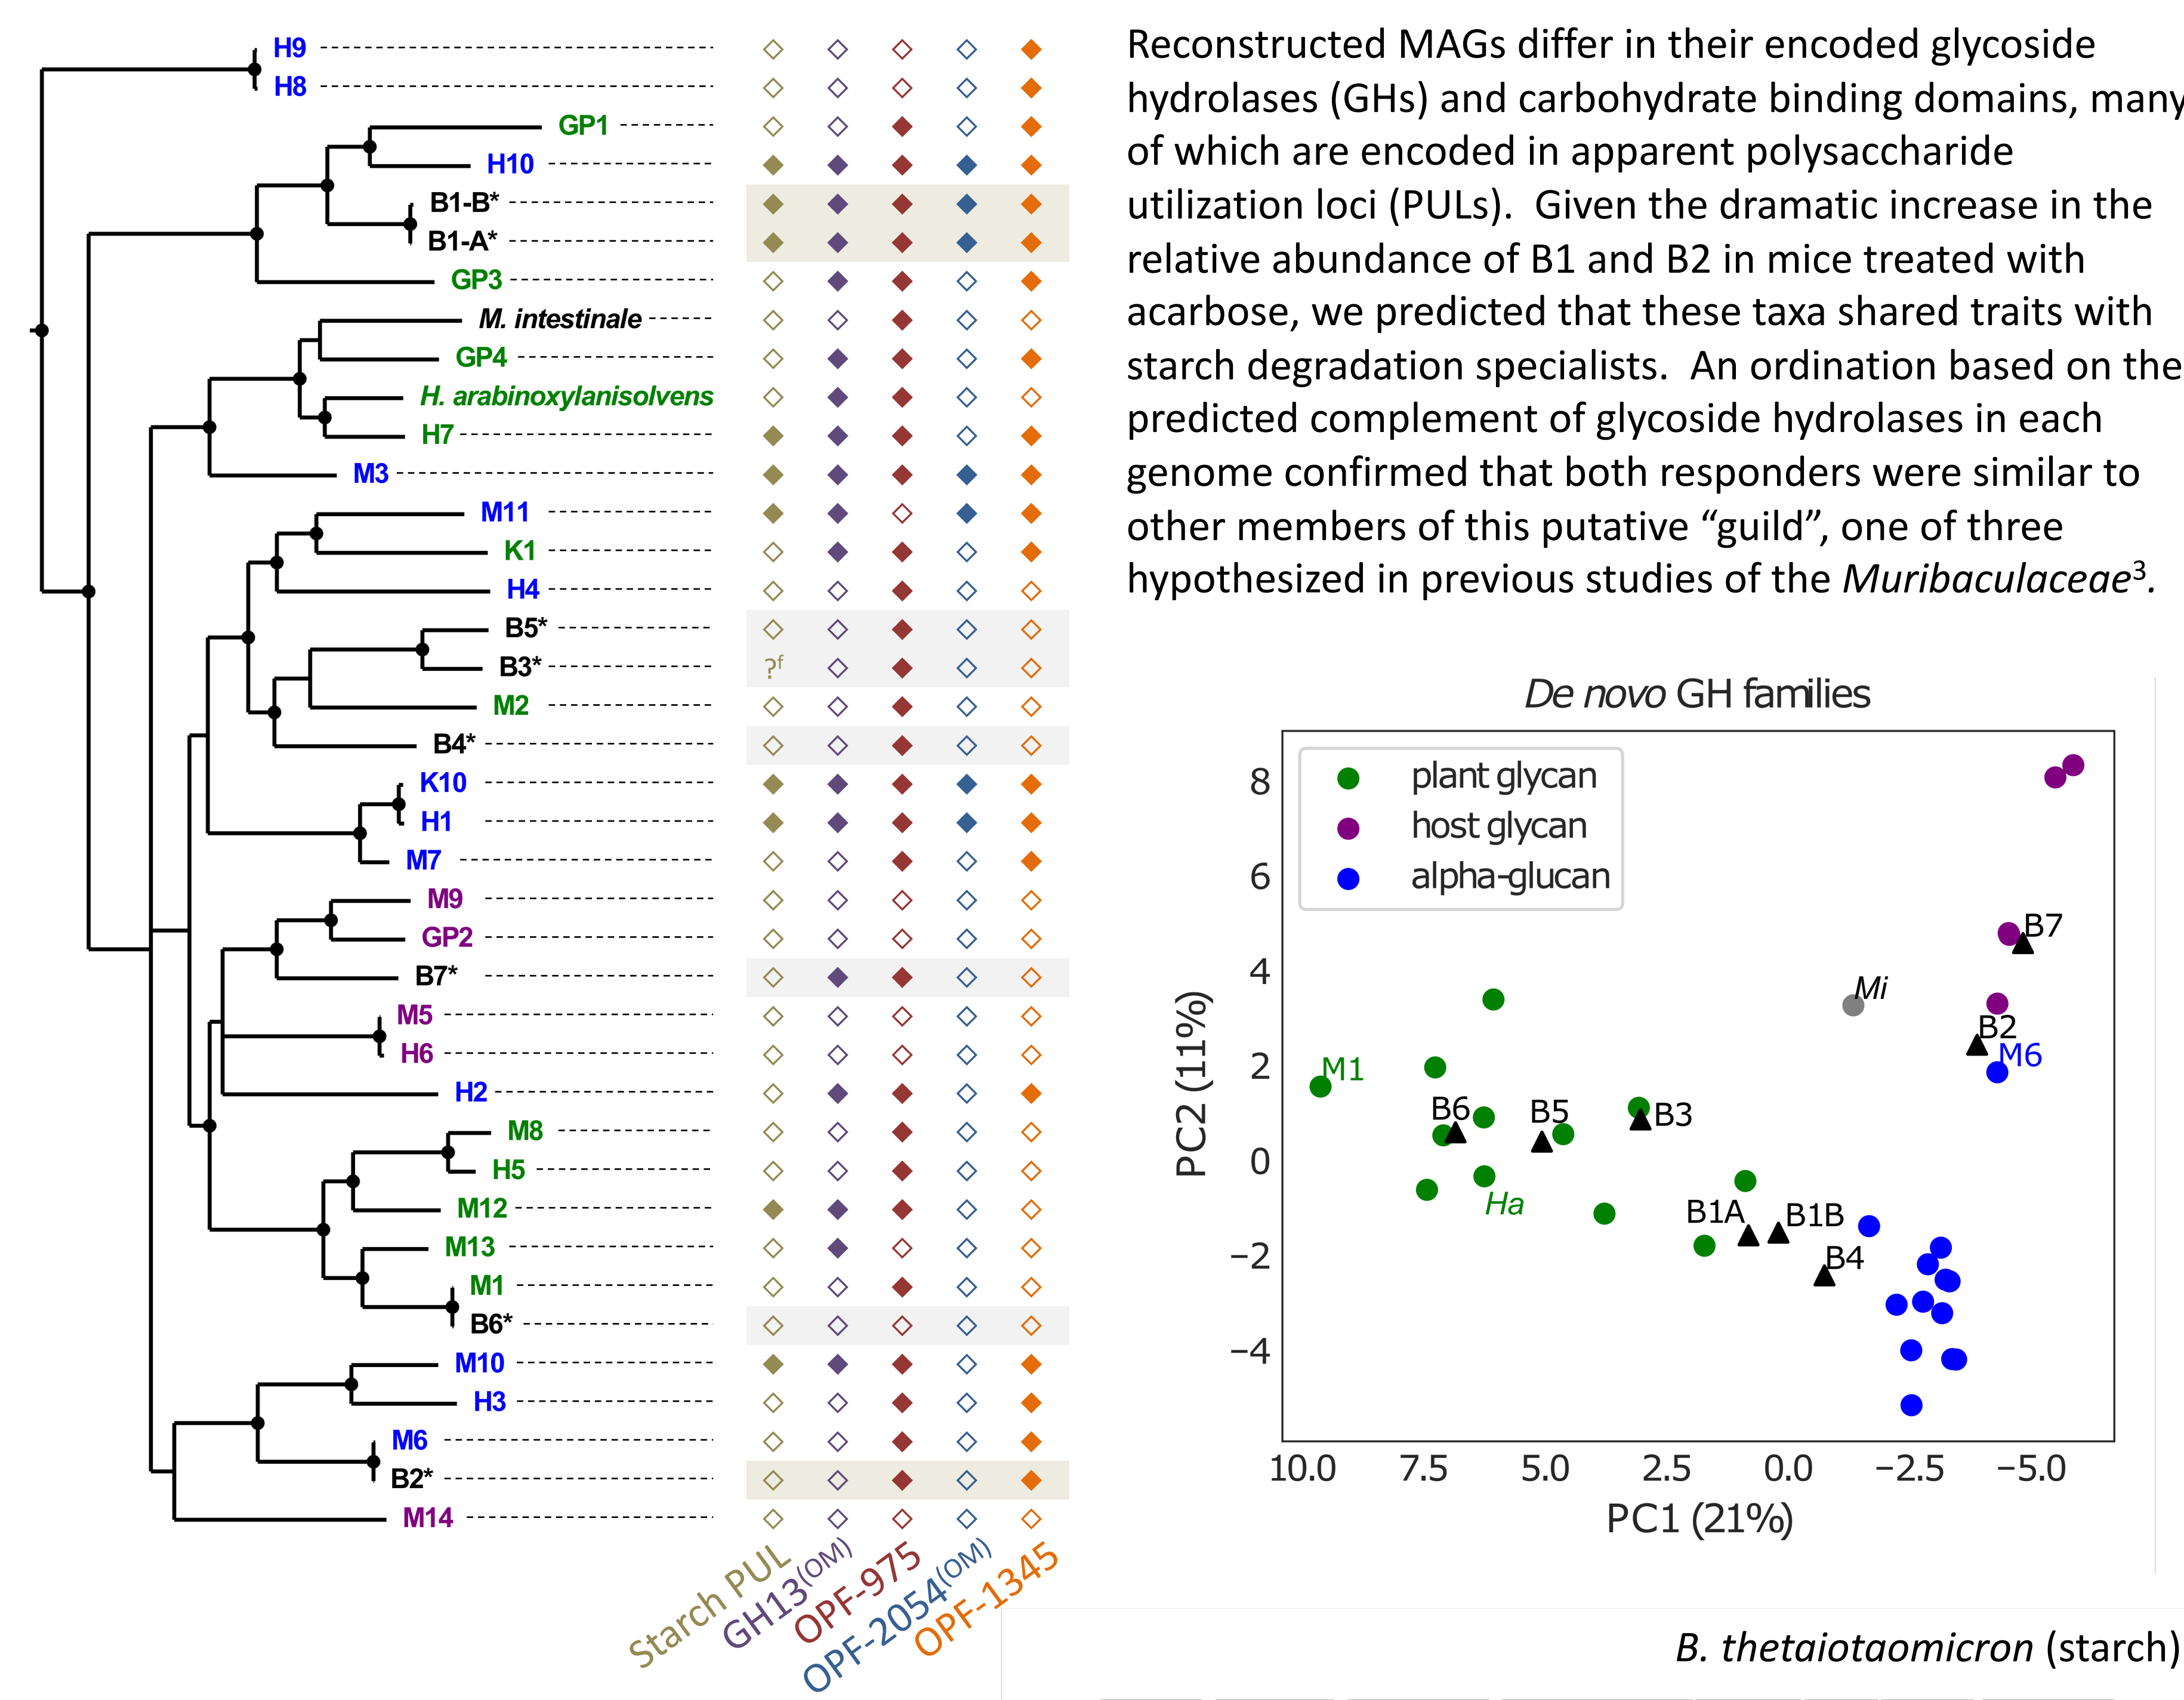 H9
H8
GP1
H10
B1-B*
B1-A*
GP3
M. intestinale
GP4
H. arabinoxylanisolvens
H7
M3
M11
K1
H4
B5*
B3*
?f
M2
B4*
K10
H1
M7
M9
GP2
B7*
M5
H6
H2
M8
H5
M12
M13
M1
B6*
M10
H3
M6
B2*
M14
Starch PUL
GH13(OM)
OPF-975
OPF-2054(OM)
OPF-1345
Reconstructed MAGs differ in their encoded glycoside
hydrolases (GHs) and carbohydrate binding domains, many
of which are encoded in apparent polysaccharide
utilization loci (PULs). Given the dramatic increase in the
relative abundance of B1 and B2 in mice treated with
acarbose, we predicted that these taxa shared traits with
starch degradation specialists. An ordination based on the
predicted complement of glycoside hydrolases in each
genome confirmed that both responders were similar to
other members of this putative “guild”, one of three
hypothesized in previous studies of the Muribaculaceae3.
De novo GH families
plant glycan
host glycan
alpha-glucan
8
6
4
2
0
−2
−4
PC2 (11%)
B7
Mi
B2
M6
M1
B6
B5
B3
Ha
B1A
B1B
B4
10.0 7.5 5.0 2.5 0.0 −2.5 −5.0
PC1 (21%)
B. thetaiotaomicron (starch)